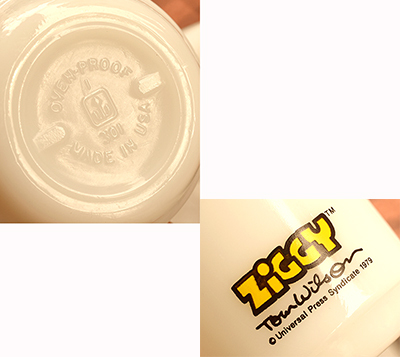 OVEN-PROOF
MADE IN USA
ZIGGY™
Tom Wilson
© Universal Press Syndicate 1979